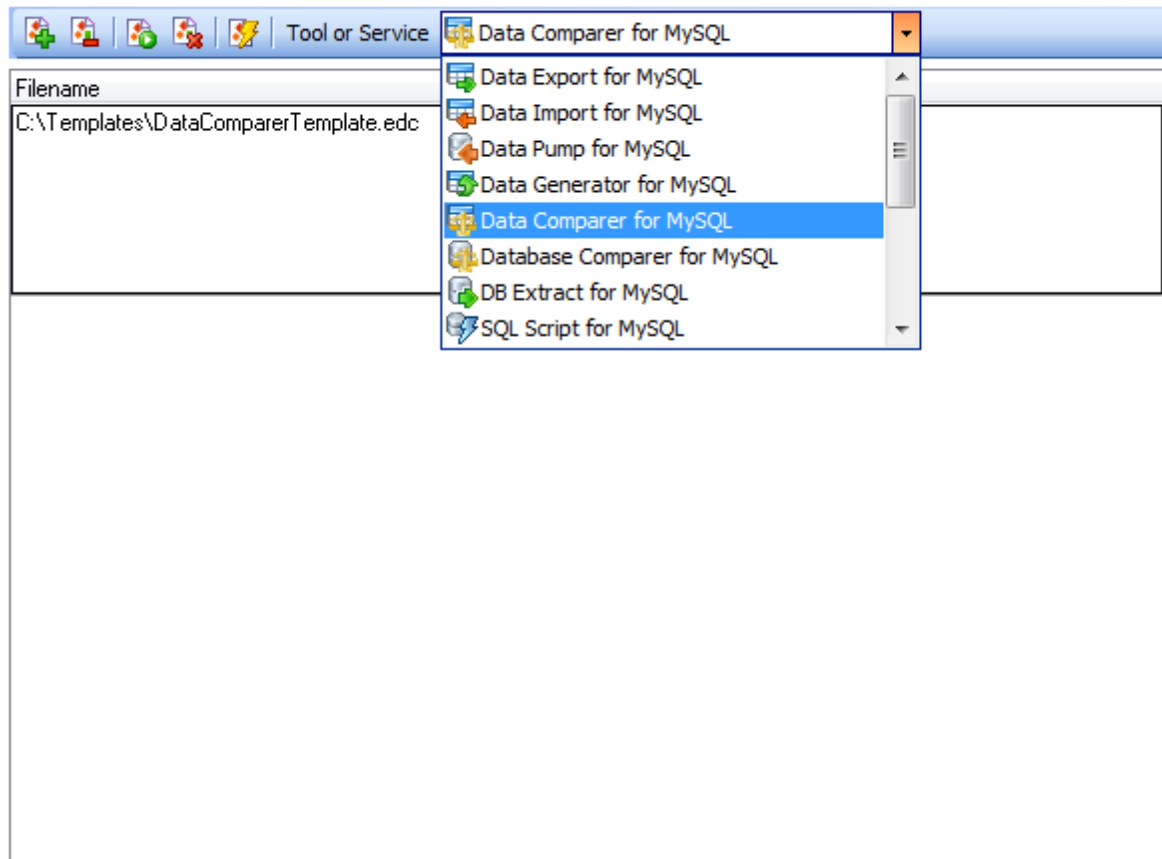 Tool or Service Data Comparer for MySQL
Filename
C:\Templates\DataComparerTemplate.edc
Data Export for MySQL
Data Import for MySQL
Data Pump for MySQL
Data Generator for MySQL
Data Comparer for MySQL
Database Comparer for MySQL
DB Extract for MySQL
SQL Script for MySQL